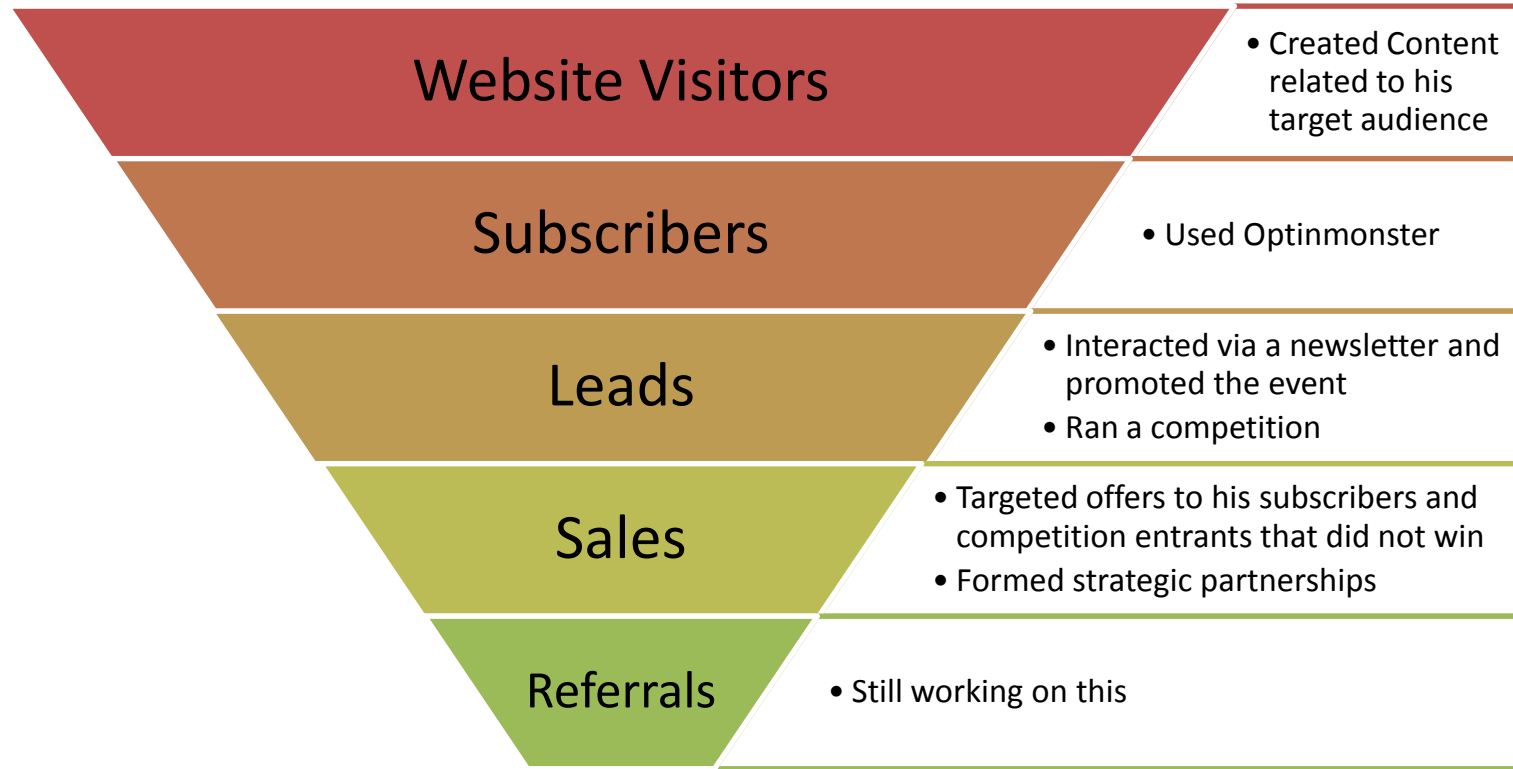 Website Visitors
• Created Content
related to his
target audience
Subscribers
• Used Optinmonster
Leads
• Interacted via a newsletter and
promoted the event
• Ran a competition
Sales
• Targeted offers to his subscribers and
competition entrants that did not win
• Formed strategic partnerships
Referrals
• Still working on this